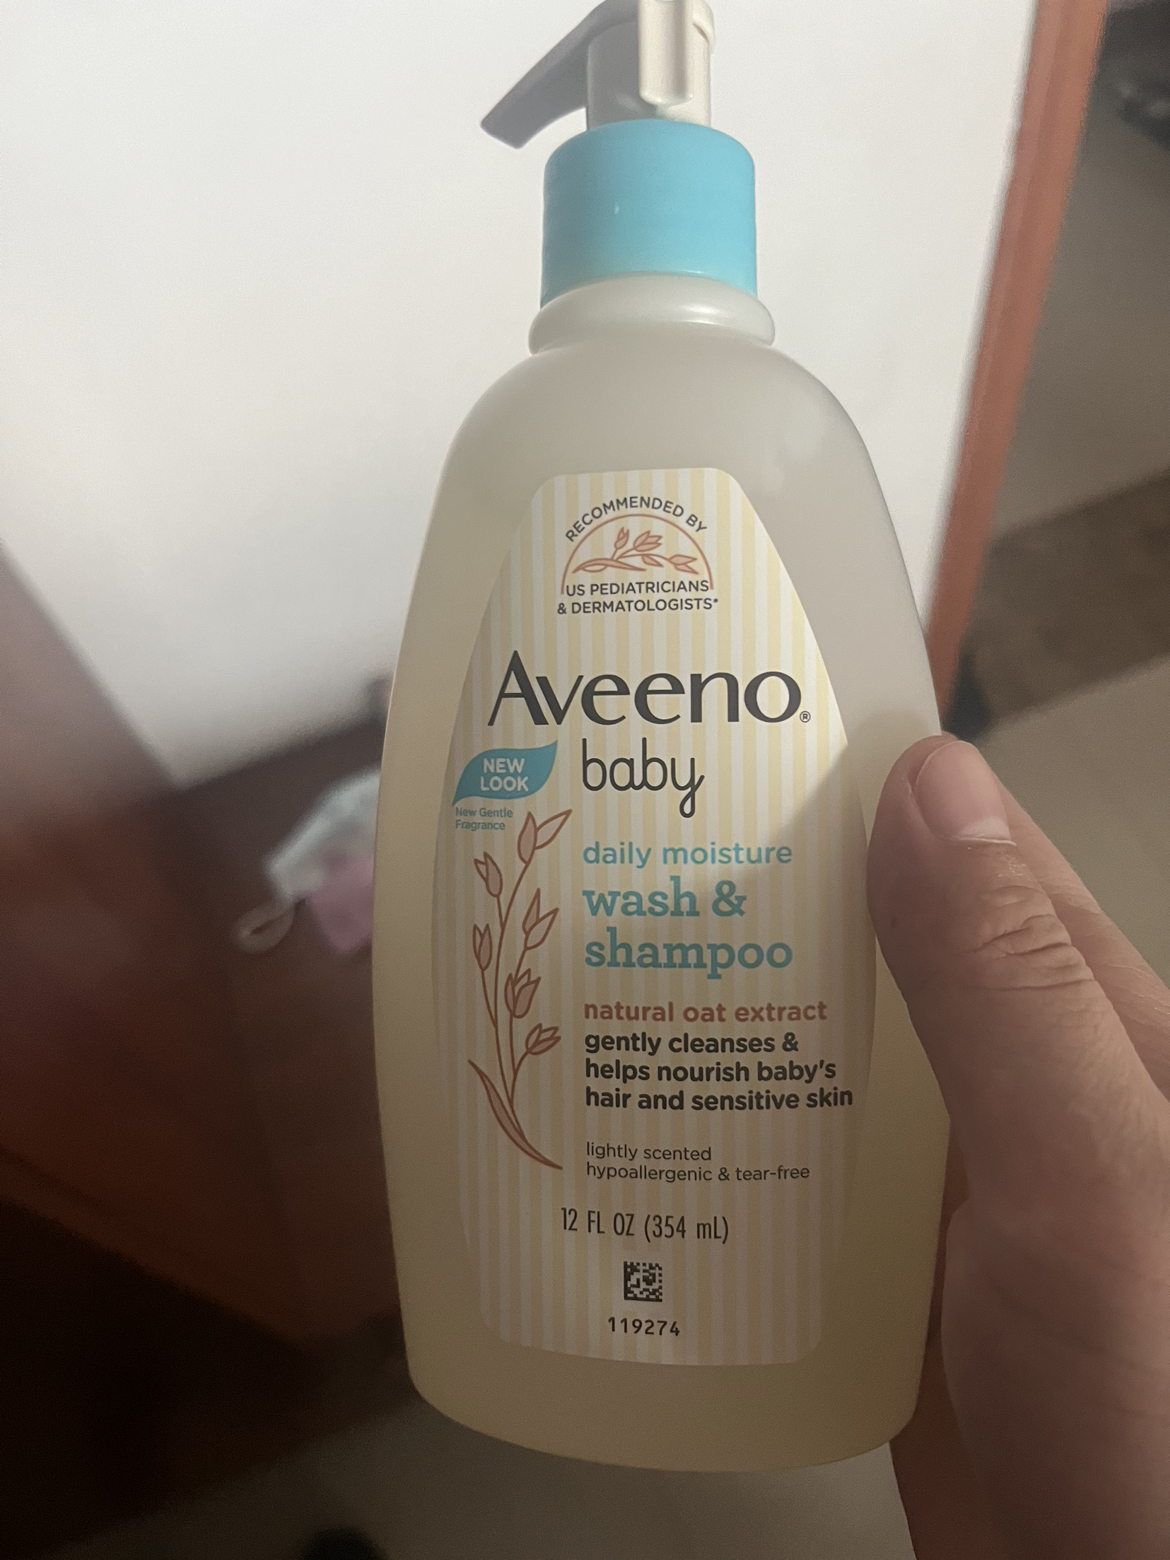 RECOMMENDED BY
US PEDIATRICIANS
& DERMATOLOGISTS*
Aveeno®
baby
NEW
LOOK
New Gentle
Fragrance
daily moisture
wash &
shampoo
natural oat extract
gently cleanses &
helps nourish baby's
hair and sensitive skin
lightly scented
hypoallergenic & tear-free
12 FL OZ (354 mL)
119274